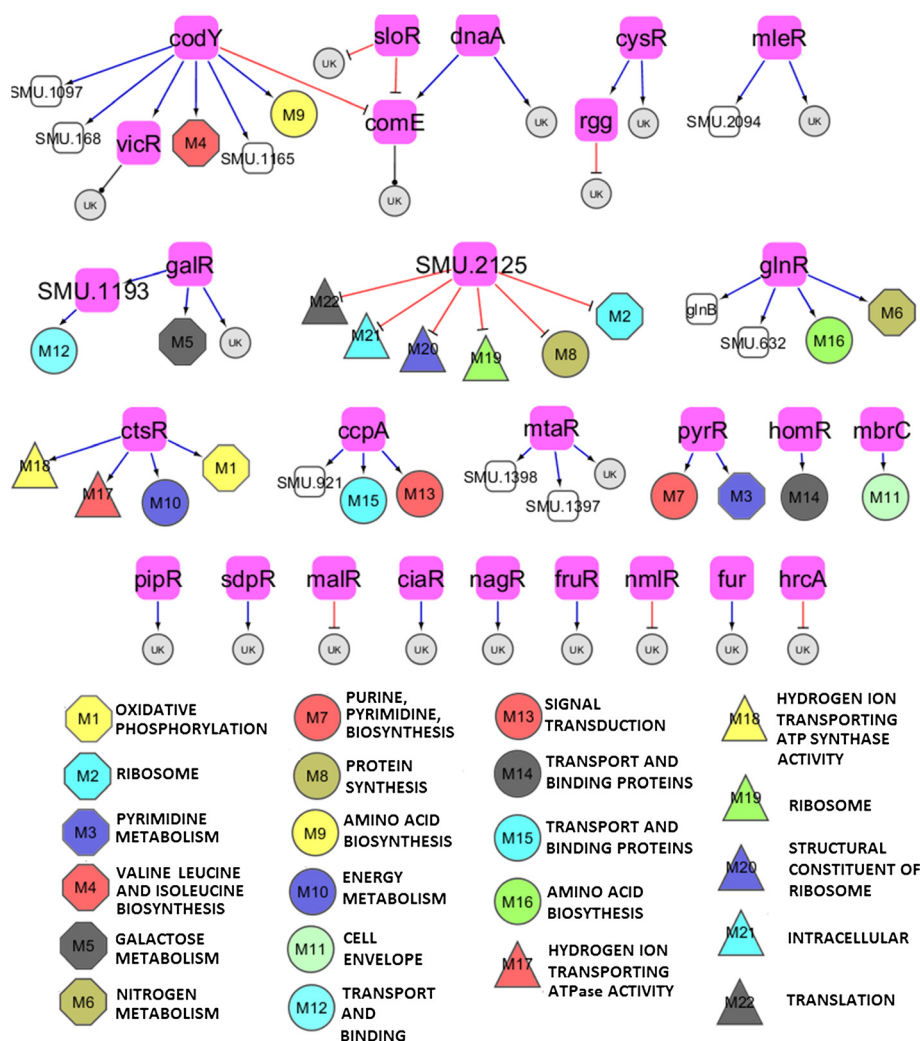 codY
sloR
dnaA
cysR
mleR
UK
SMU.1097
M9
comE
UK
rgg
UK
SMU.2094
UK
SMU.168
vicR
M4
SMU.1165
UK
UK
UK
galR
SMU.2125
glnR
SMU.1193
M22
M21
M20
M19
M8
M2
glnB
SMU.632
M16
M6
M12
M5
UK
ctsR
ccpA
mtaR
pyrR
homR
mbrC
M18
M17
M10
M1
SMU.921
M15
M13
SMU.1398
SMU.1397
UK
M7
M3
M14
M11
pipR
sdpR
malR
ciaR
nagR
fruR
nmlR
fur
hrcA
UK
UK
UK
UK
UK
UK
UK
UK
UK
M1
OXIDATIVE
PHOSPHORYLATION
M2
RIBOSOME
M3
PYRIMIDINE
METABOLISM
M4
VALINE LEUCINE
AND ISOLEUCINE
BIOSYNTHESIS
M5
GALACTOSE
METABOLISM
M6
NITROGEN
METABOLISM
M7
PURINE,
PYRIMIDINE,
BIOSYNTHESIS
M8
PROTEIN
SYNTHESIS
M9
AMINO ACID
BIOSYNTHESIS
M10
ENERGY
METABOLISM
M11
CELL
ENVELOPE
M12
TRANSPORT
AND
BINDING
M13
SIGNAL
TRANSDUCTION
M14
TRANSPORT AND
BINDING PROTEINS
M15
TRANSPORT AND
BINDING PROTEINS
M16
AMINO ACID
BIOSYTHESIS
M17
HYDROGEN ION
TRANSPORTING
ATPase ACTIVITY
M18
HYDROGEN ION
TRANSPORTING
ATP SYNTHASE
ACTIVITY
M19
RIBOSOME
M20
STRUCTURAL
CONSTITUENT OF
RIBOSOME
M21
INTRACELLULAR
M22
TRANSLATION